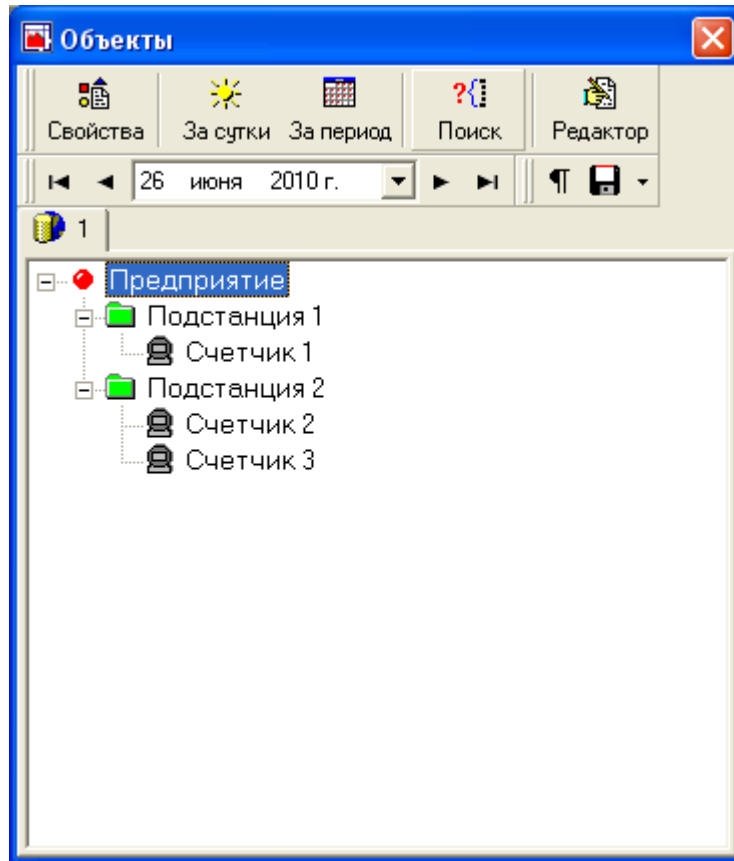 Объекты
Свойства За сутки За период Поиск Редактор
26 июня 2010 г. ¶
1
Предприятие
Подстанция 1
Счетчик 1
Подстанция 2
Счетчик 2
Счетчик 3